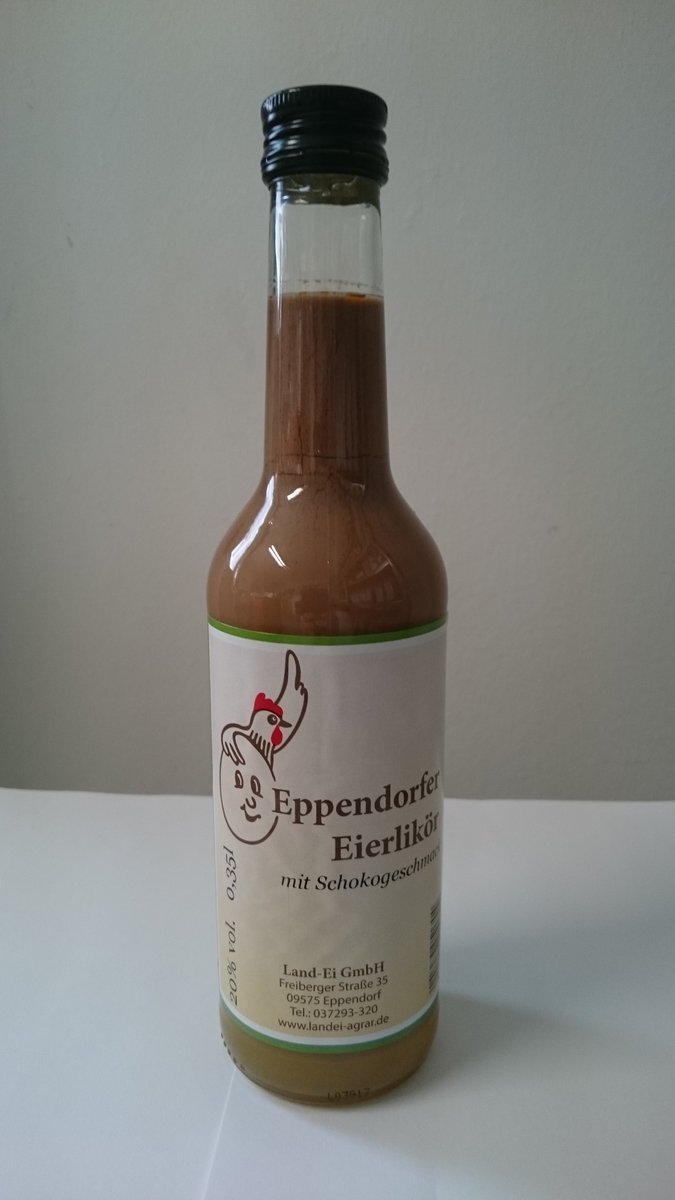 Eppendorfer
Eierlikör
mit Schokogeschmack
20% vol. 0,35l
Land-Ei GmbH
Freiberger Straße 35
09575 Eppendorf
Tel.: 037293-320
www.landei-agrar.de